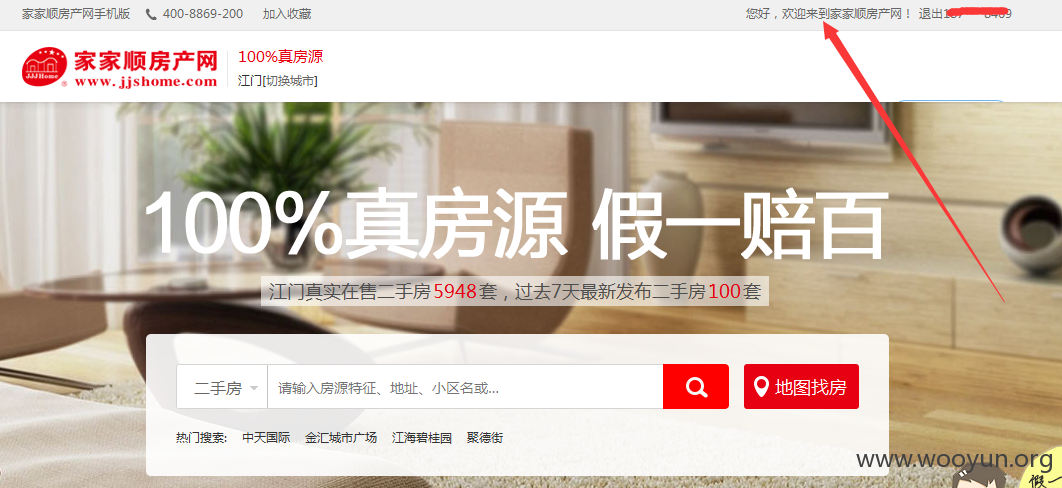 家家顺房产网手机版 400-8869-200 加入收藏
您好，欢迎来到家家顺房产网！ 退出
家家顺房产网
www.jjshome.com
JJJHome
®
100%真房源
江门[切换城市]
100%真房源 假一赔百
江门真实在售二手房5948套，过去7天最新发布二手房100套
二手房 请输入房源特征、地址、小区名或... 地图找房
热门搜索: 中天国际 金汇城市广场 江海碧桂园 聚德街
www.wooyun.org
假一